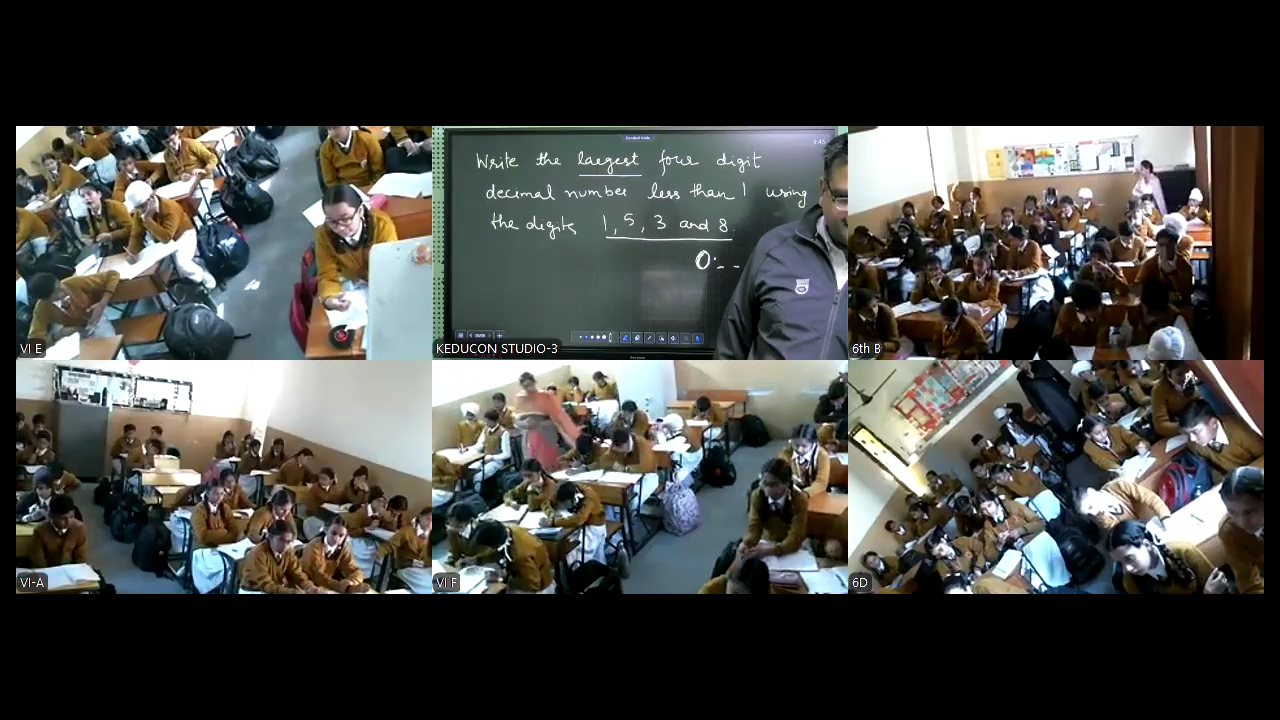 Write the largest four digit
decimal number less than 1 using
the digits 1, 5, 3 and 8.
0.--
VI E
KEDUCON STUDIO-3
6th B
VI-A
VI F
6D